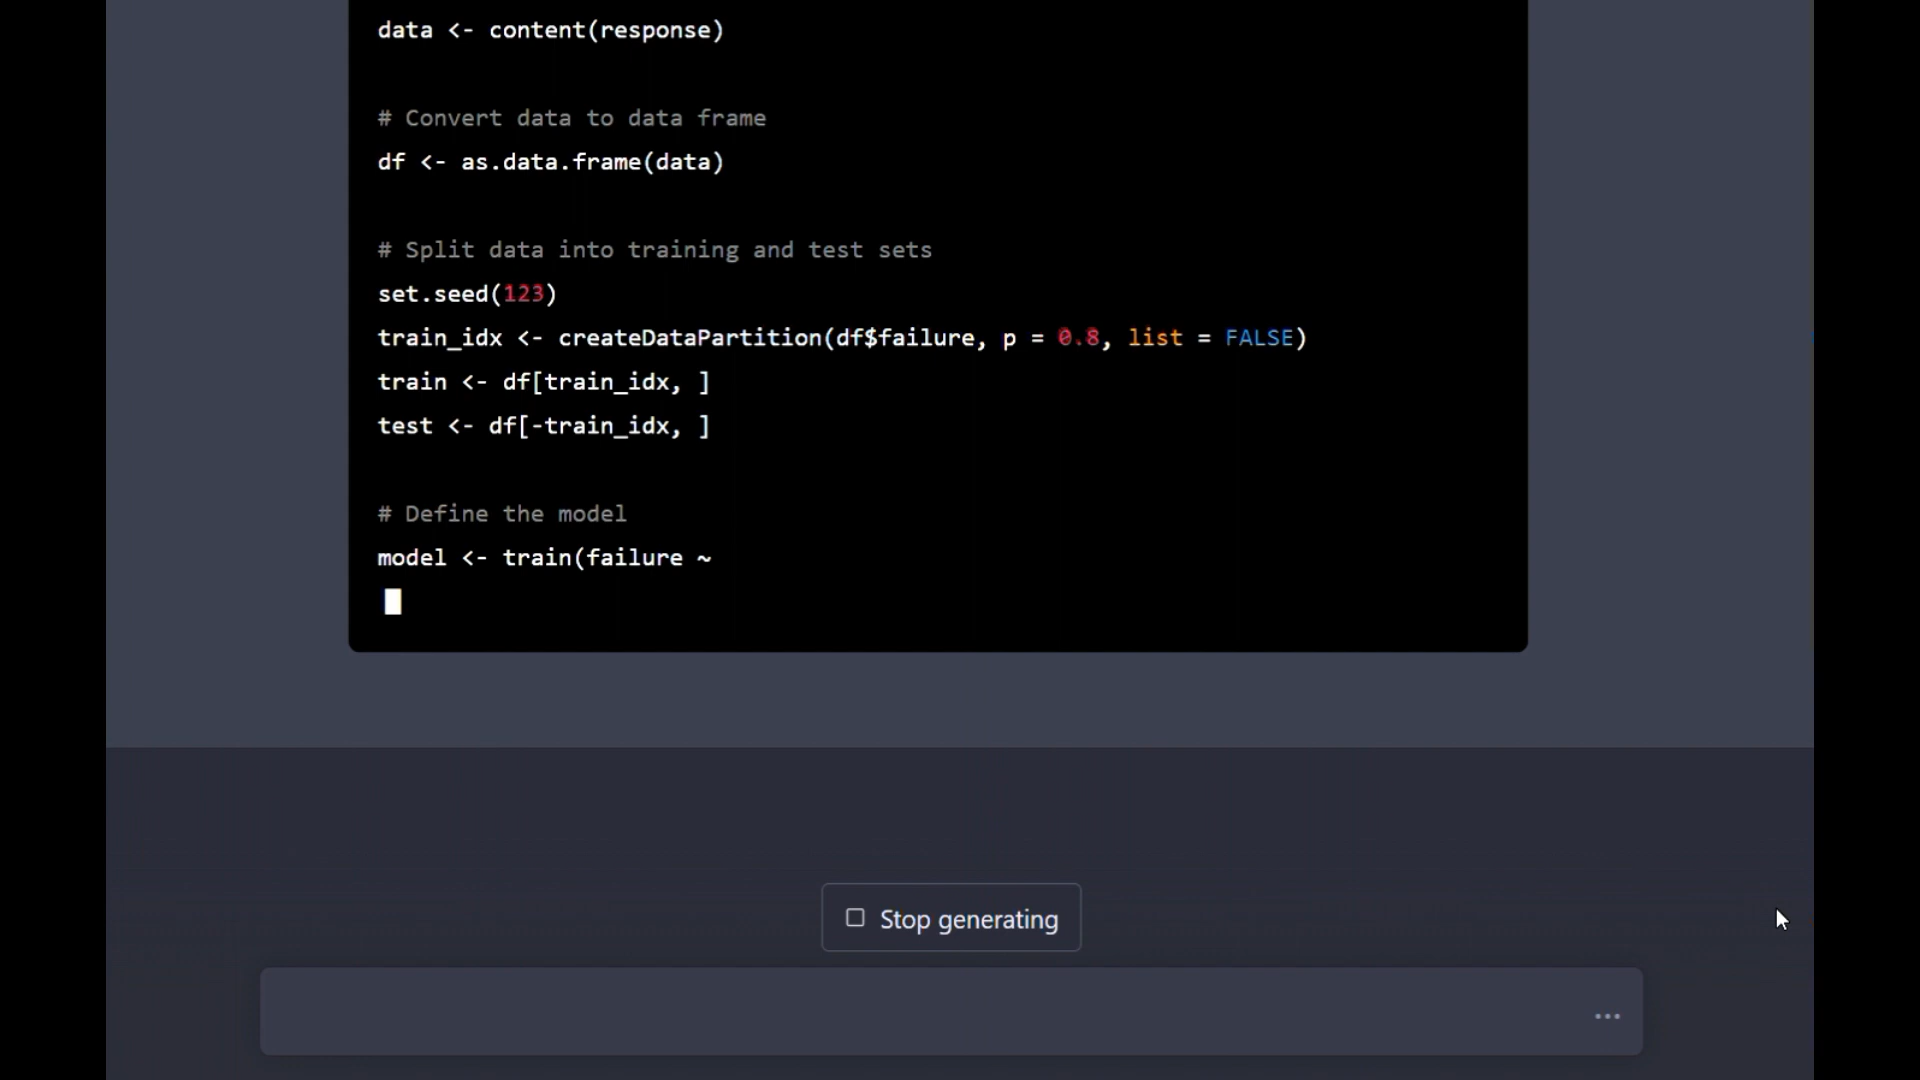 data <- content(response)
# Convert data to data frame
df <- as.data.frame(data)
# Split data into training and test sets
set.seed(123)
train_idx <- createDataPartition(df$failure, p = 0.8, list = FALSE)
train <- df[train_idx, ]
test <- df[-train_idx, ]
# Define the model
model <- train(failure ~
Stop generating